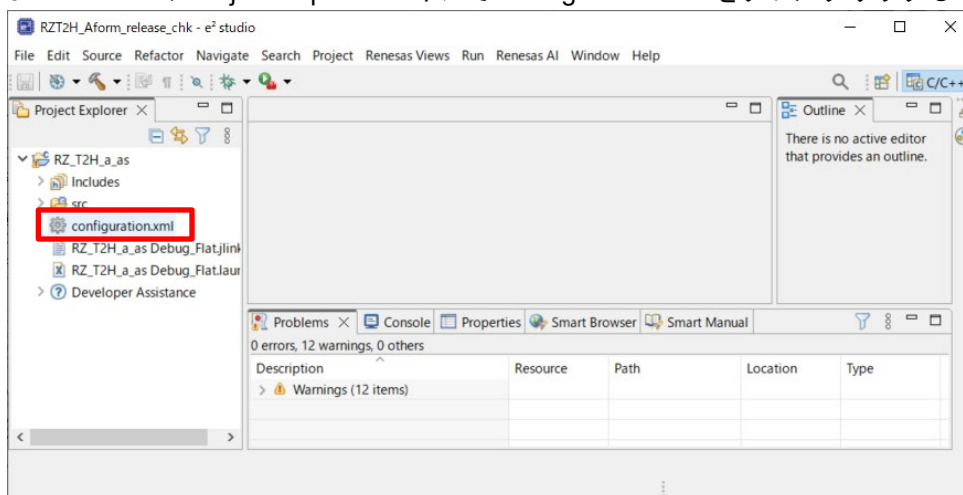 RZT2H_Aform_release_chk - e² studio
File Edit Source Refactor Navigate Search Project Renesas Views Run Renesas AI Window Help
C/C++
Project Explorer
Outline
There is no active editor
that provides an outline.
RZ_T2H_a_as
Includes
src
configuration.xml
RZ_T2H_a_as Debug_Flat.jlink
RZ_T2H_a_as Debug_Flat.laun
Developer Assistance
Problems Console Properties Smart Browser Smart Manual
0 errors, 12 warnings, 0 others
Description Resource Path Location Type
Warnings (12 items)